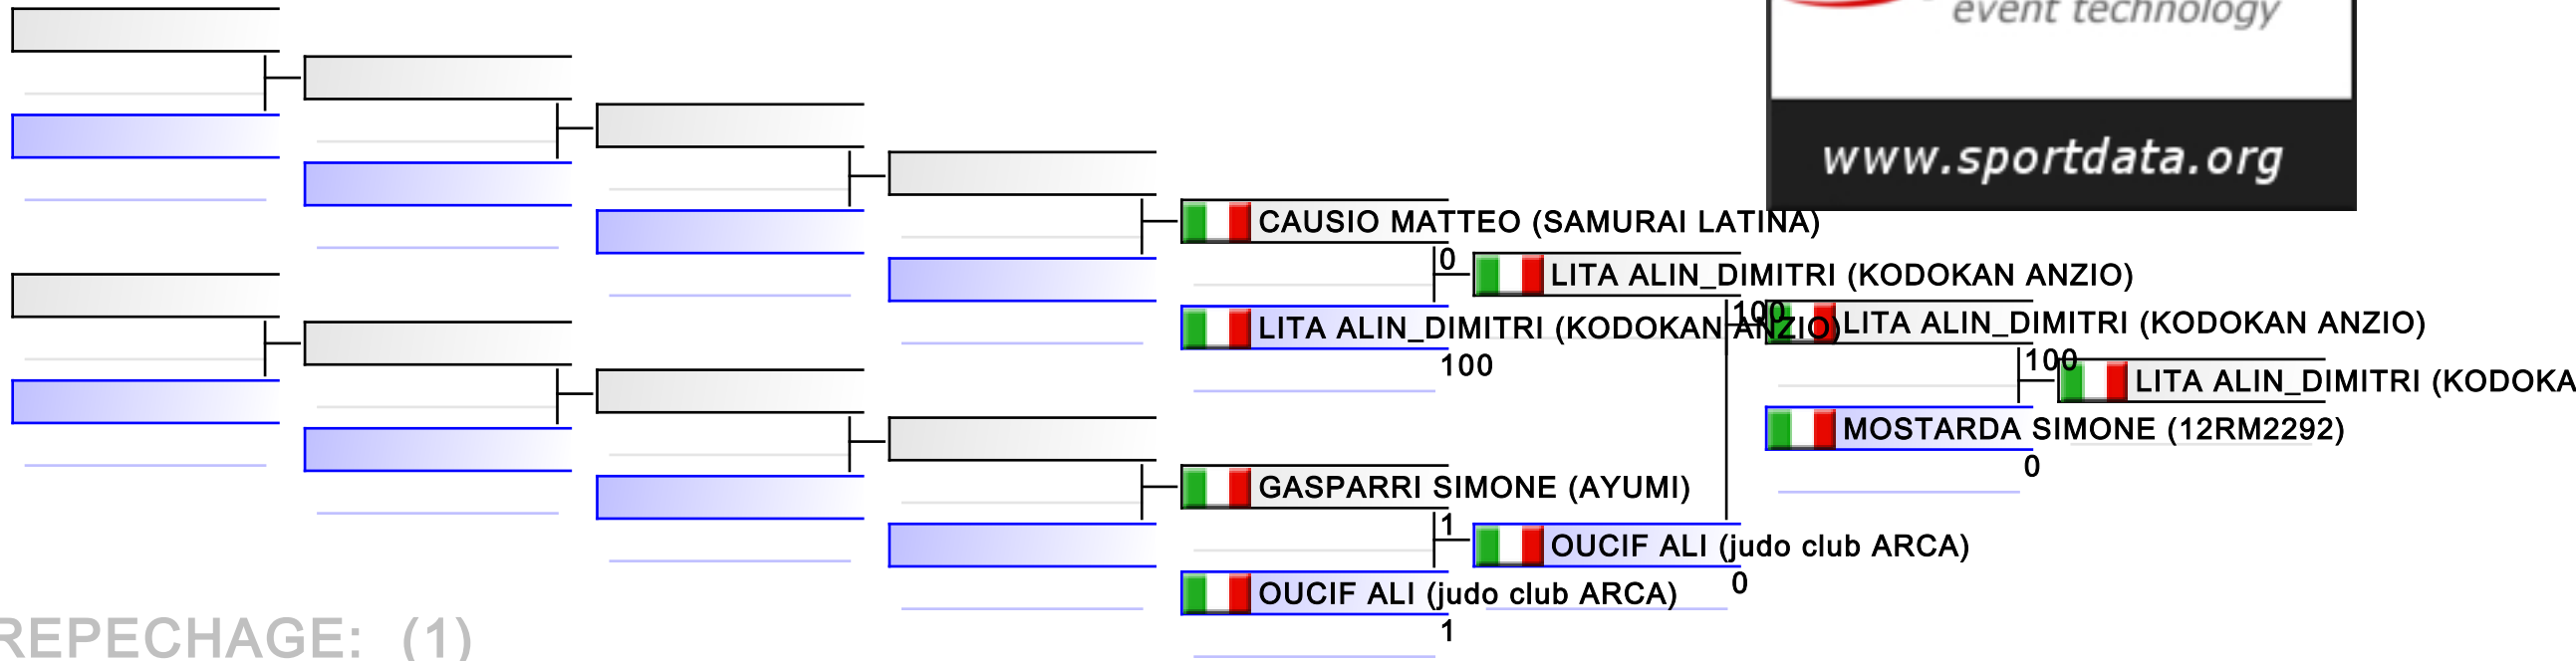 event technology
www.sportdata.org
CAUSIO MATTEO (SAMURAI LATINA)
0
LITA ALIN_DIMITRI (KODOKAN ANZIO)
100
LITA ALIN_DIMITRI (KODOKAN ANZIO)
100
LITA ALIN_DIMITRI (KODOKAN ANZIO)
100
LITA ALIN_DIMITRI (KODOKA
MOSTARDA SIMONE (12RM2292)
0
GASPARRI SIMONE (AYUMI)
1
OUCIF ALI (judo club ARCA)
0
OUCIF ALI (judo club ARCA)
1
REPECHAGE: (1)